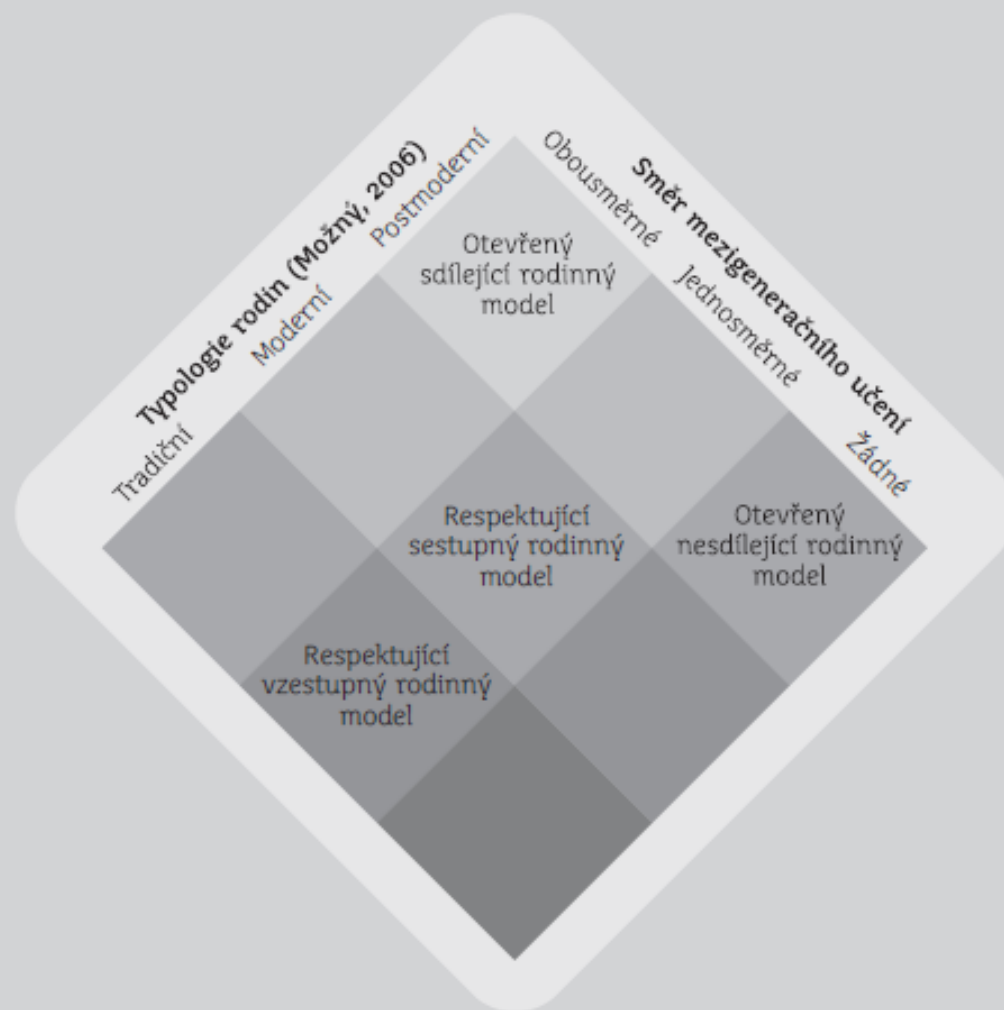 Typologie rodin (Možný, 2006)
Tradiční
Moderní
Postmoderní
Směr mezigeneračního učení
Obousměrné
Jednosměrné
Žádné
Otevřený
sdílející rodinný
model
Respektující
sestupný rodinný
model
Otevřený
nesdílející rodinný
model
Respektující
vzestupný rodinný
model